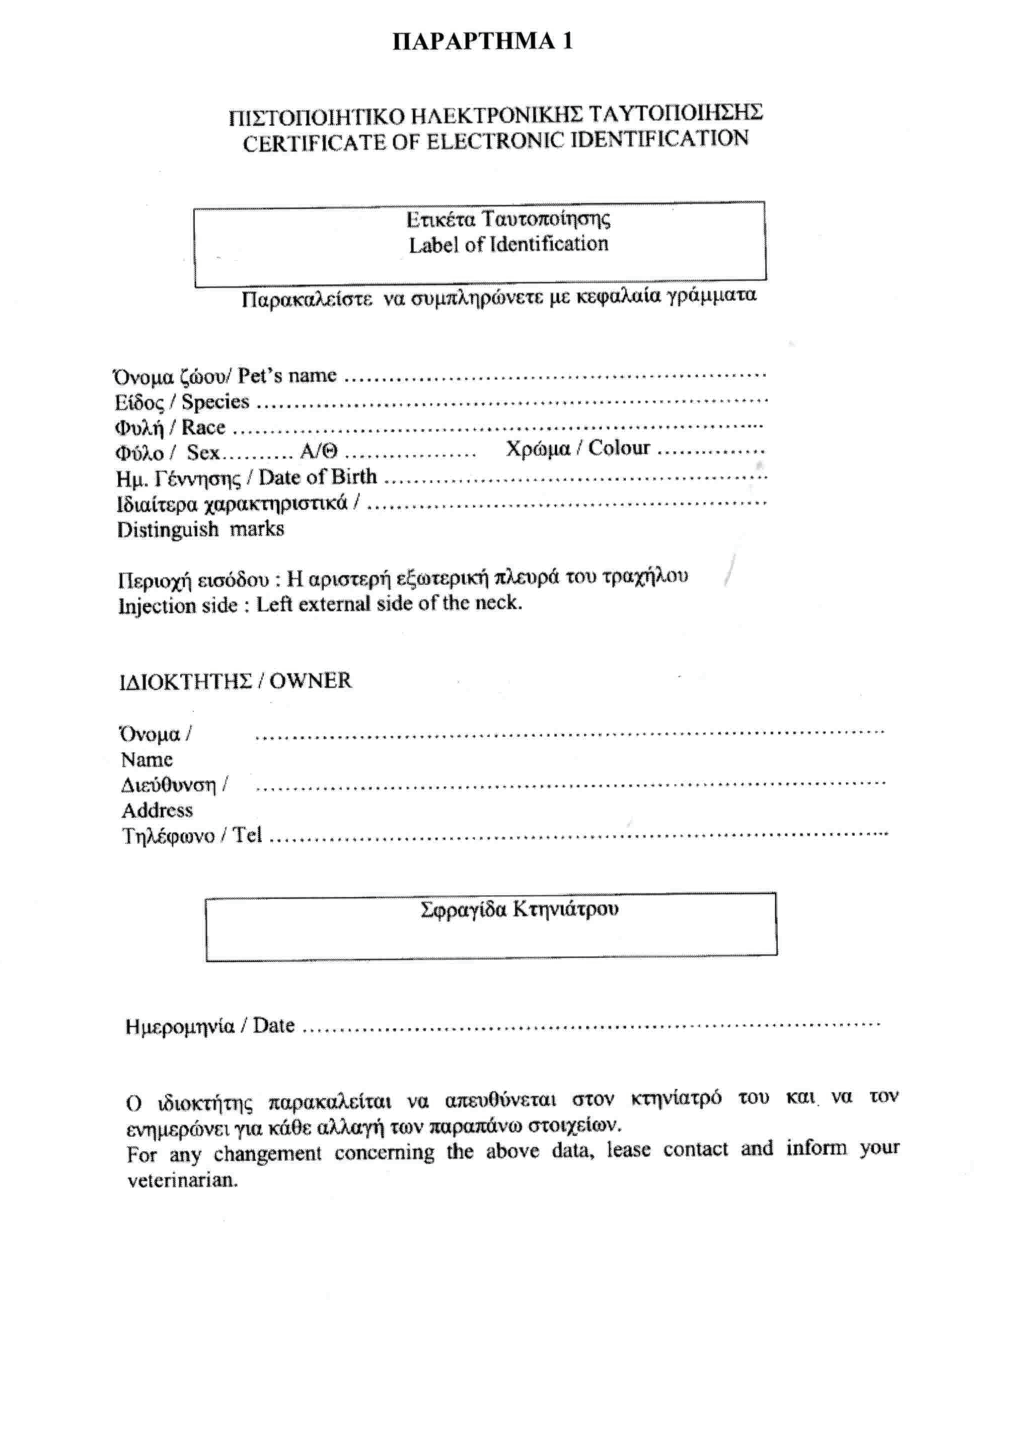 ΠΑΡΑΡΤΗΜΑ 1
ΠΙΣΤΟΠΟΙΗΤΙΚΟ ΗΛΕΚΤΡΟΝΙΚΗΣ ΤΑΥΤΟΠΟΙΗΣΗΣ
CERTIFICATE OF ELECTRONIC IDENTIFICATION
Ετικέτα Ταυτοποίησης
Label of Identification
Παρακαλείστε να συμπληρώνετε με κεφαλαία γράμματα
Όνομα ζώου/ Pet's name ..........................................................
Είδος / Species ......................................................................
Φυλή / Race .........................................................................
Φύλο / Sex.......... Α/Θ .................. Χρώμα / Colour ...............
Ημ. Γέννησης / Date of Birth ....................................................
Ιδιαίτερα χαρακτηριστικά / ......................................................
Distinguish marks
Περιοχή εισόδου : Η αριστερή εξωτερική πλευρά του τραχήλου
Injection side : Left external side of the neck.
ΙΔΙΟΚΤΗΤΗΣ / OWNER
Όνομα / ......................................................................................
Name
Διεύθυνση / ......................................................................................
Address
Τηλέφωνο / Tel ....................................................................................
Σφραγίδα Κτηνιάτρου
Ημερομηνία / Date ..............................................................................
Ο ιδιοκτήτης παρακαλείται να απευθύνεται στον κτηνίατρό του και να τον
ενημερώνει για κάθε αλλαγή των παραπάνω στοιχείων.
For any changement concerning the above data, lease contact and inform your
veterinarian.